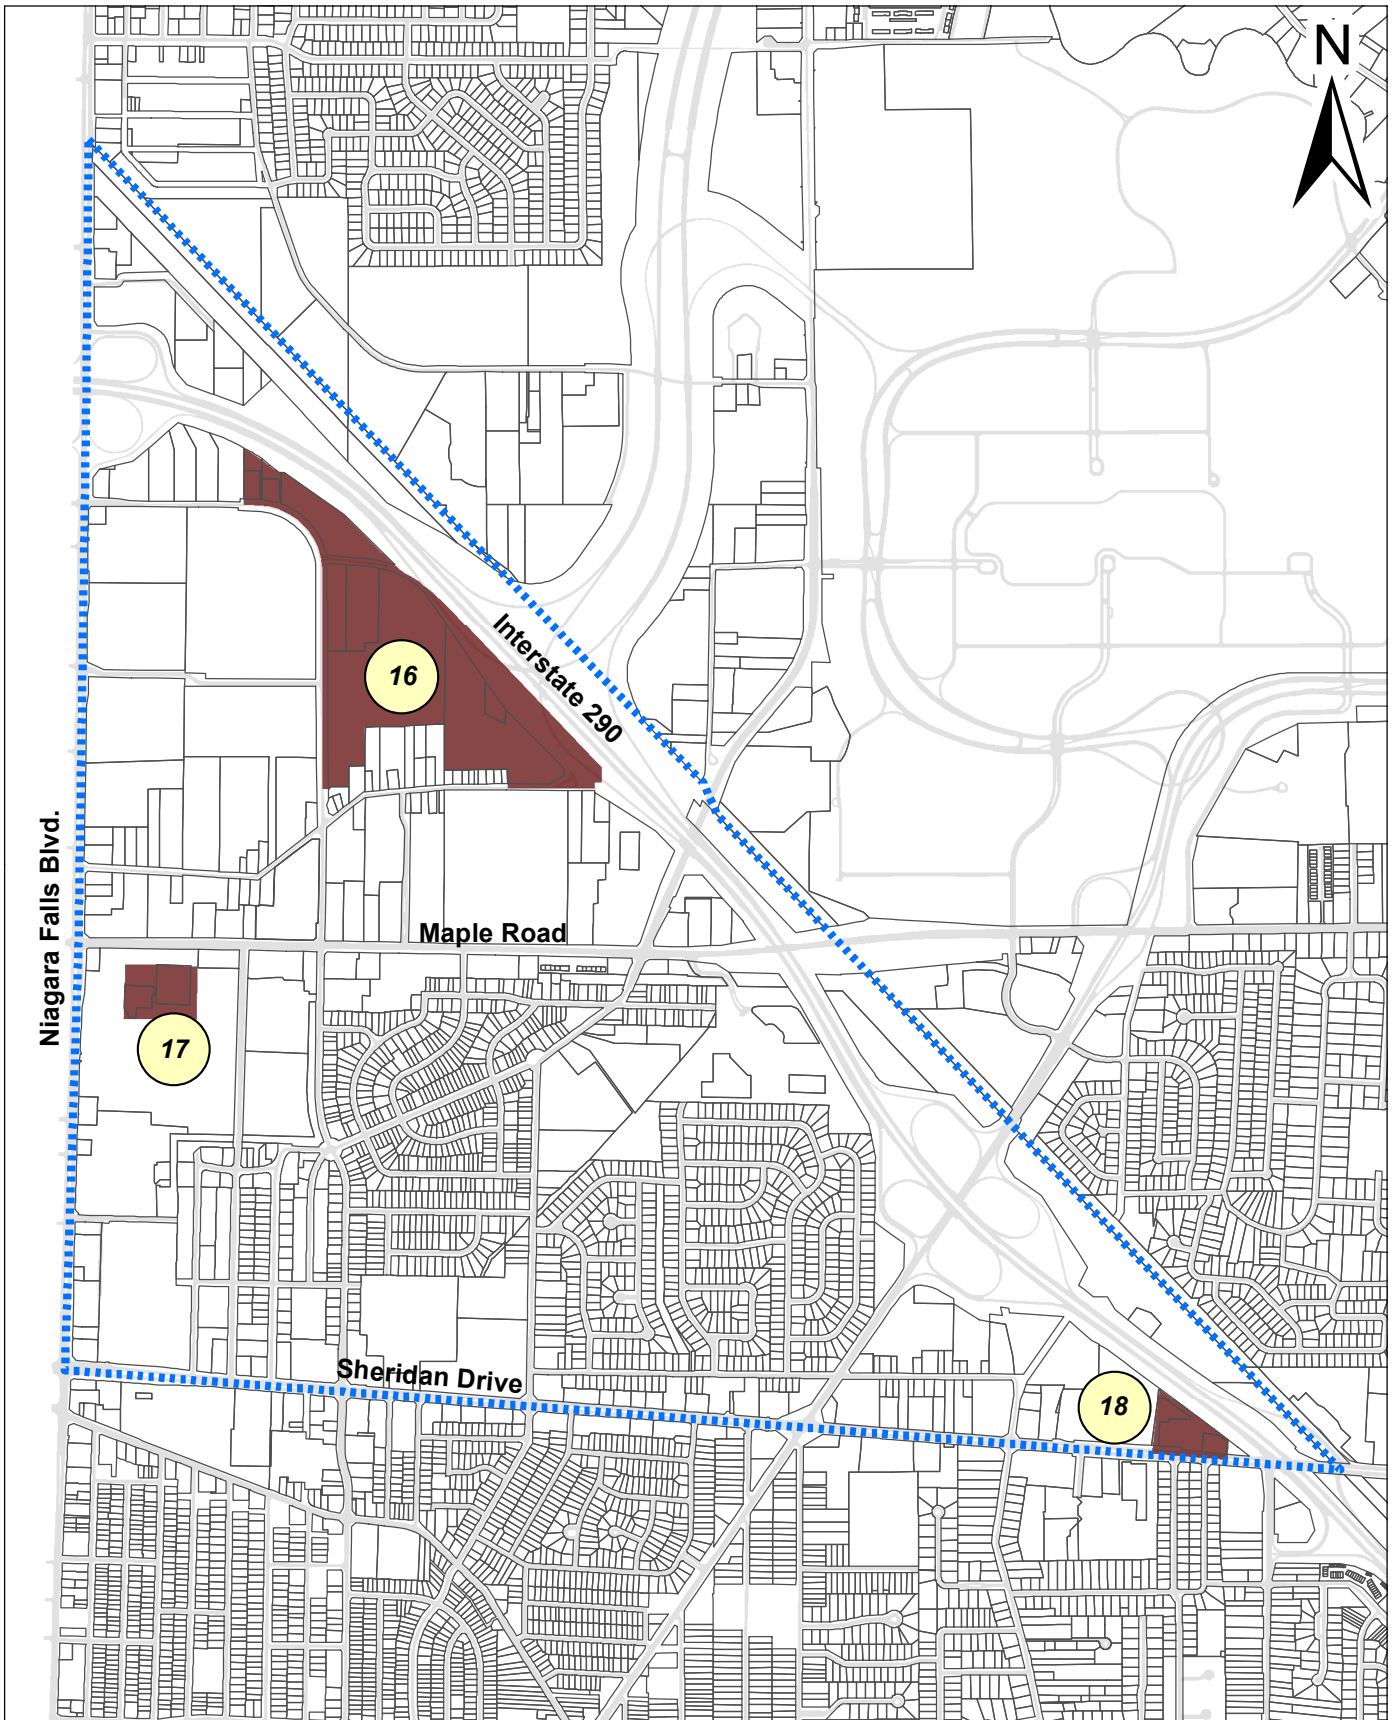 N
16
Interstate 290
Niagara Falls Blvd.
Maple Road
17
Sheridan Drive
18